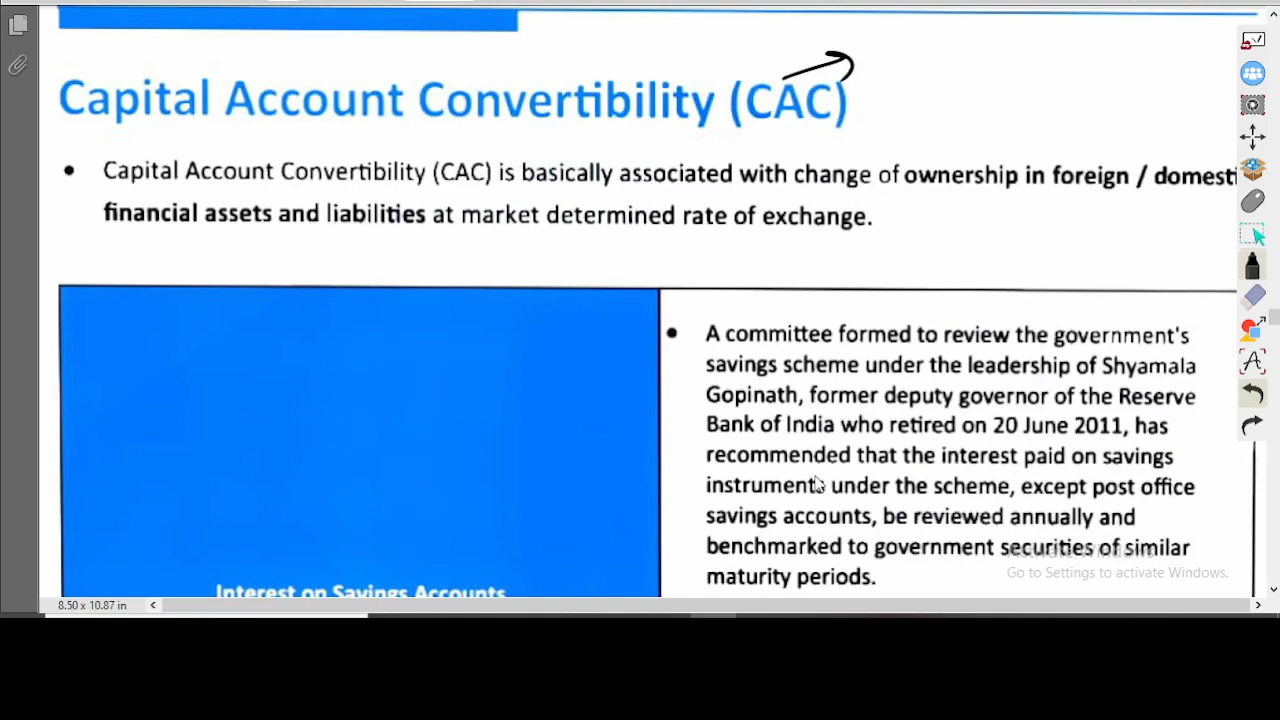 Capital Account Convertibility (CAC)
• Capital Account Convertibility (CAC) is basically associated with change of ownership in foreign / domesti
financial assets and liabilities at market determined rate of exchange.
• A committee formed to review the government's
savings scheme under the leadership of Shyamala
Gopinath, former deputy governor of the Reserve
Bank of India who retired on 20 June 2011, has
recommended that the interest paid on savings
instruments under the scheme, except post office
savings accounts, be reviewed annually and
benchmarked to government securities of similar
maturity periods.
Interest on Savings Accounts
Activate Windows
Go to Settings to activate Windows.
8.50 x 10.87 in